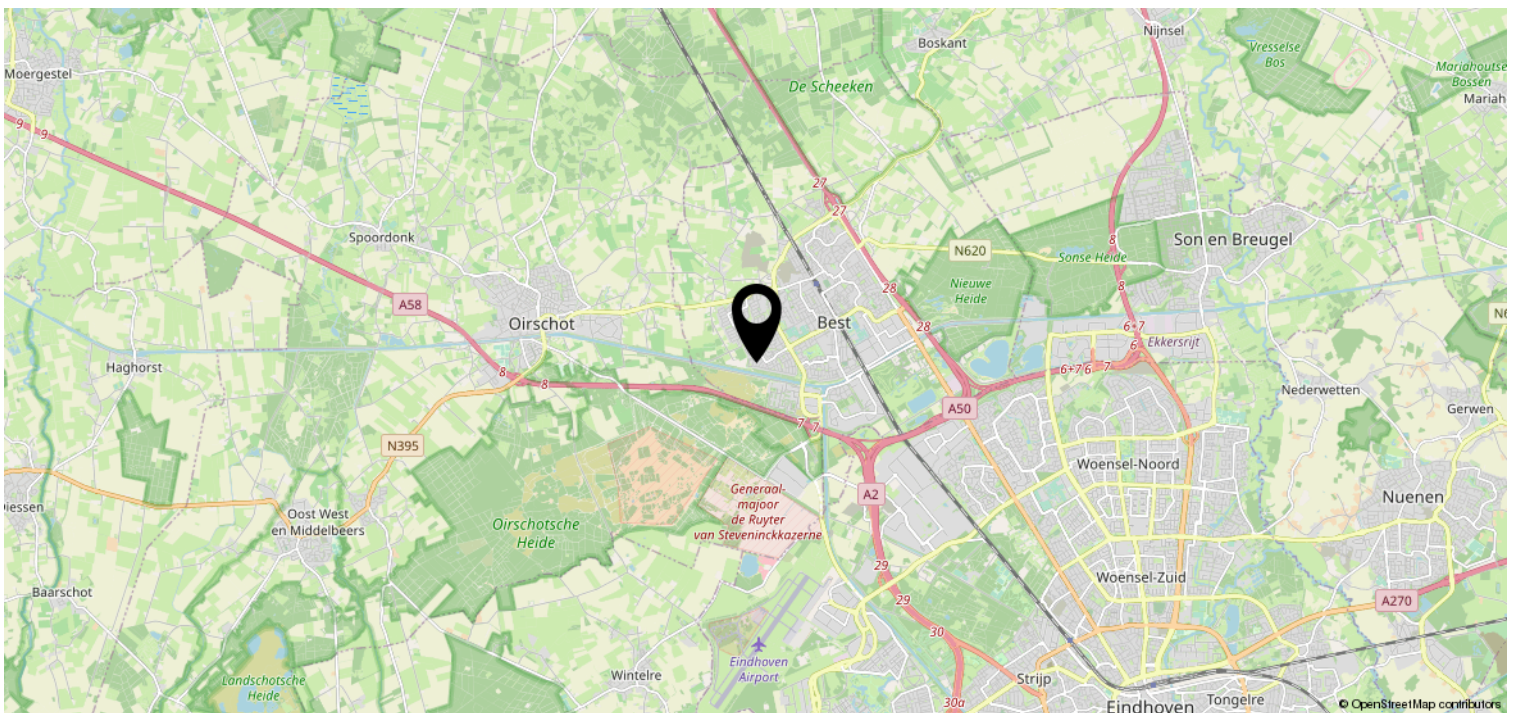 Nijnsel
Boskant
Vresselse
Bos
Moergestel
Mariahoutse
Bossen
De Scheeken
Mariah
9
9
27
27
Spoordonk
8
Son en Breugel
N620
Sonse Heide
Nieuwe
Heide
8
28
A58
Oirschot
Best
28
6+7
6
Ekkersrijt
N6
Haghorst
8
8
6+7
6
7
Nederwetten
A50
Gerwen
7
7
N395
Woensel-Noord
Generaal-
majoor
de Ruyter
van Steveninckkazerne
A2
Nuenen
Diessen
Oost West
en Middelbeers
Oirschotsche
Heide
29
Woensel-Zuid
Baarschot
29
A270
30
Eindhoven
Airport
Landschotsche
Heide
Wintelre
Strijp
30a
Eindhoven
Tongelre
© OpenStreetMap contributors